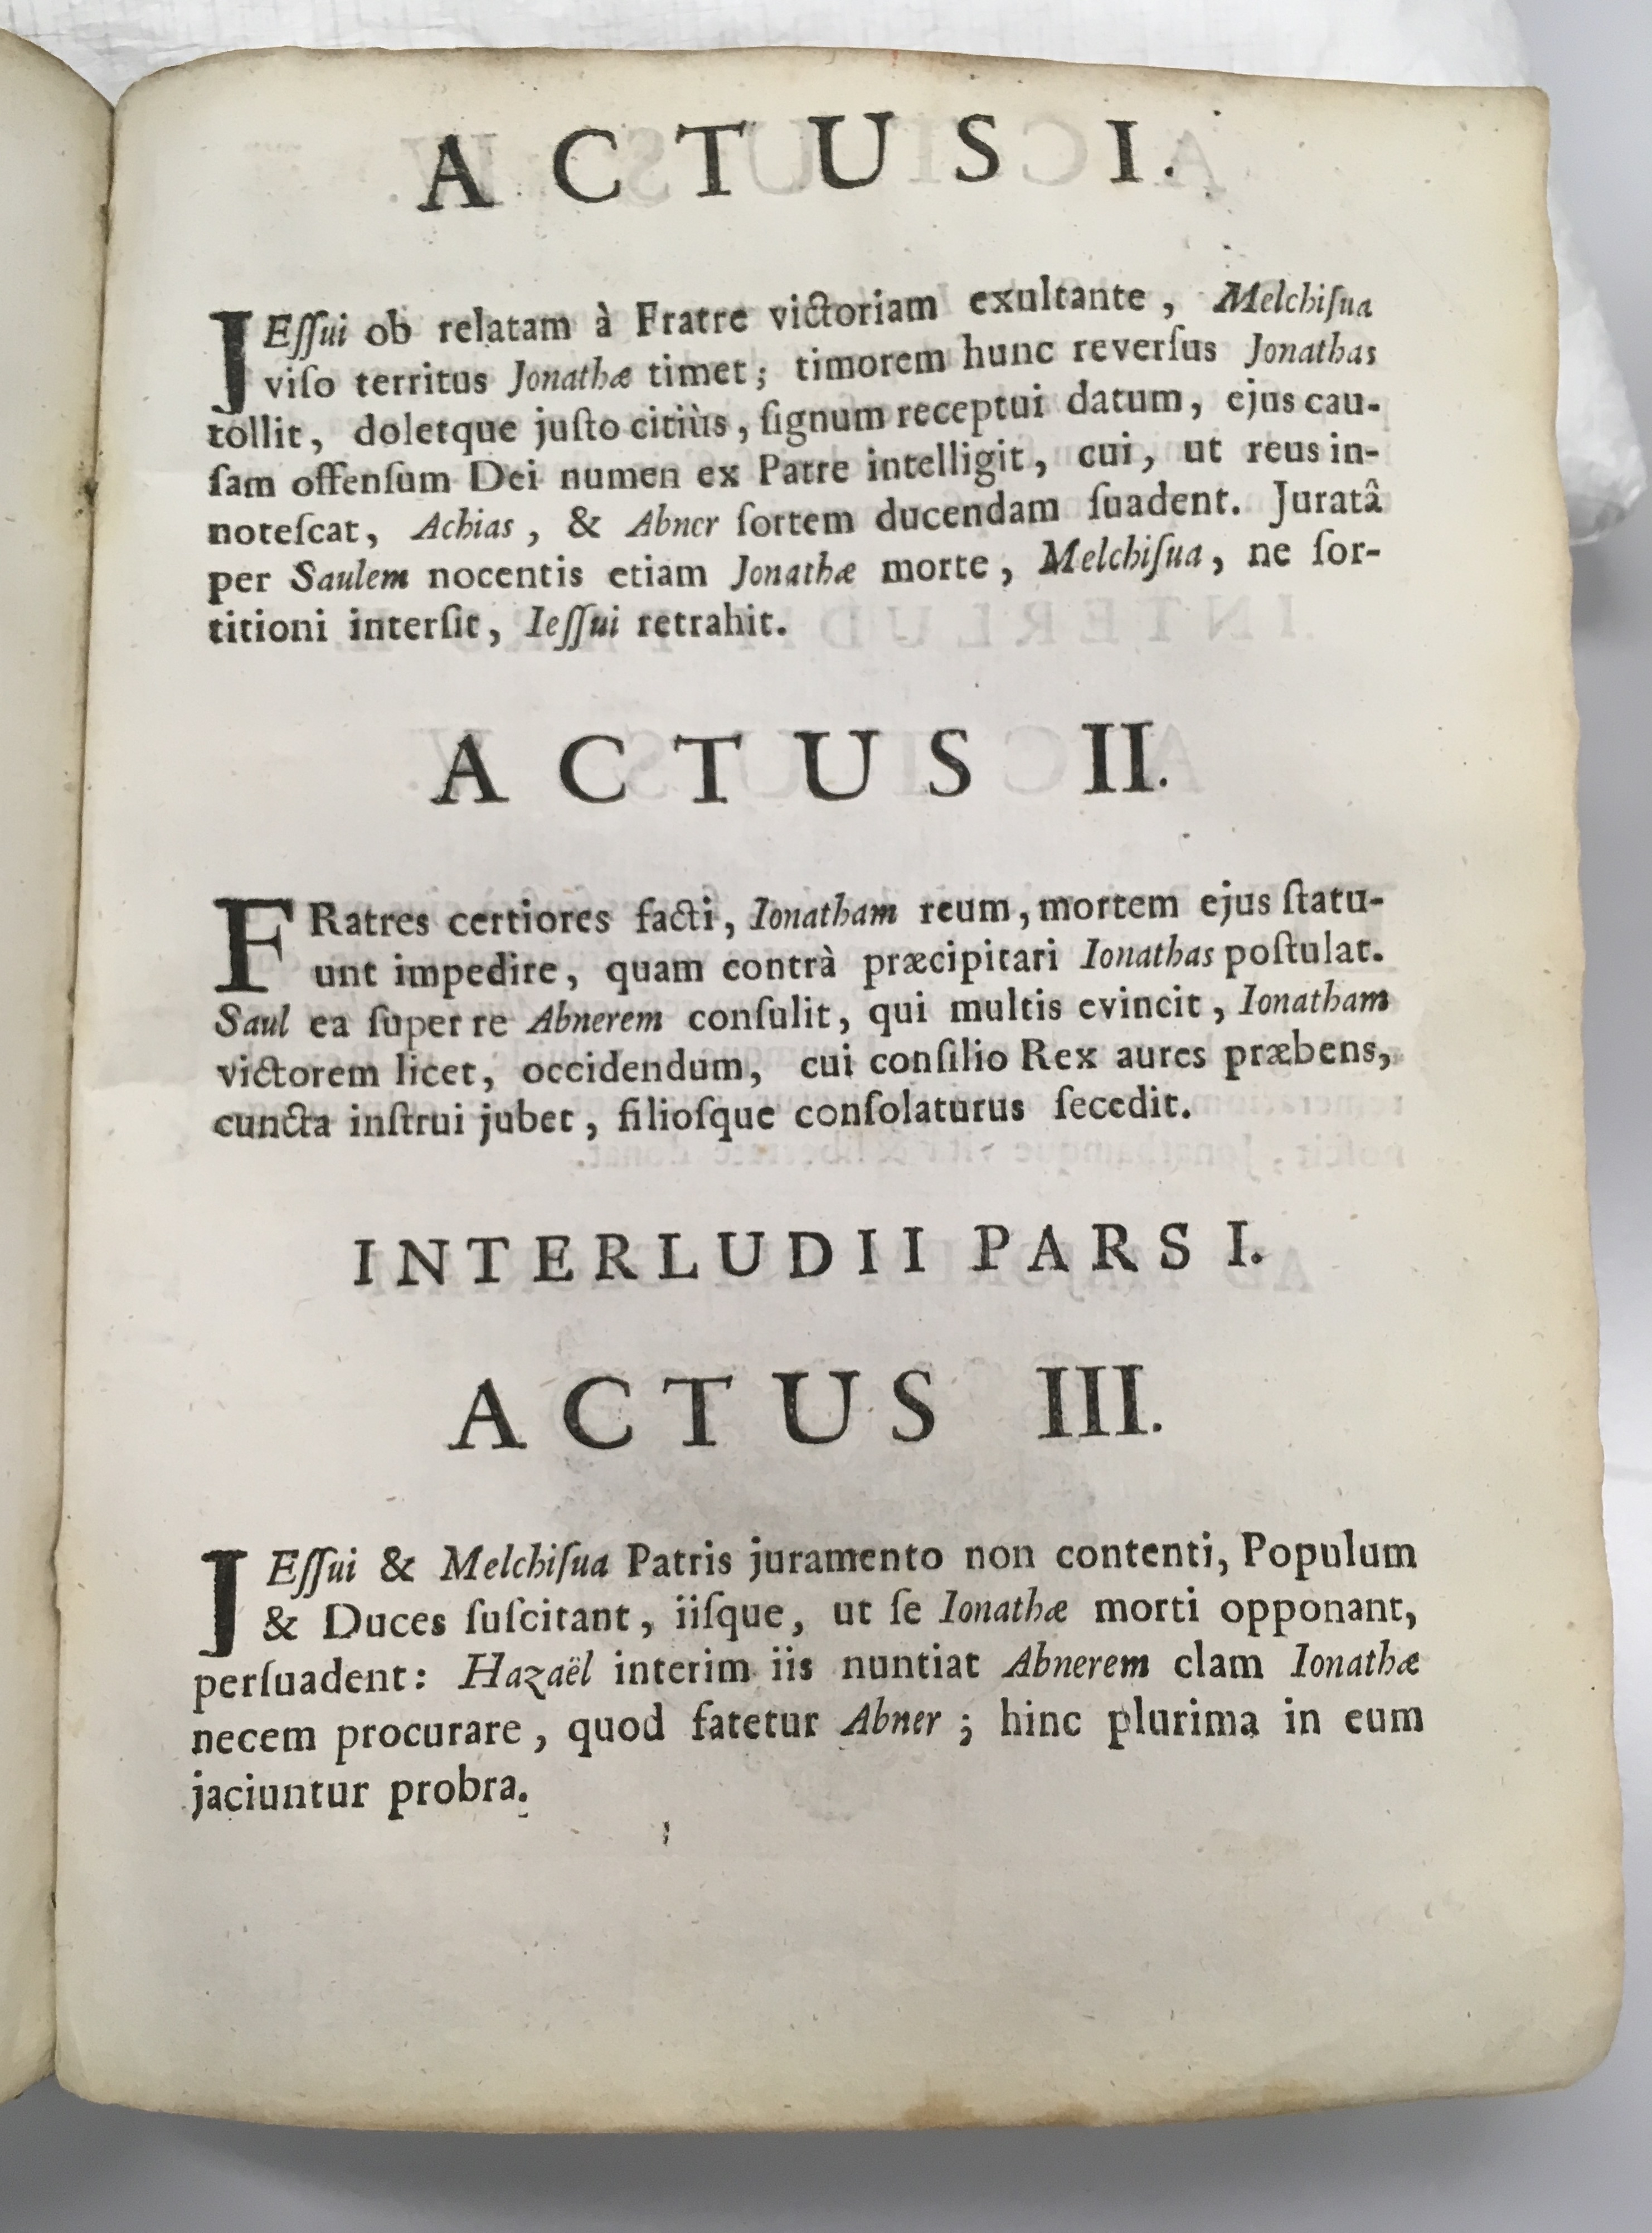 ACTUS I.
JEſſui ob relatam à Fratre victoriam exultante, Melchiſua
viſo territus Jonathæ timet; timorem hunc reverſus Jonathas
tollit, doletque juſto citiùs, ſignum receptui datum, ejus cau-
ſam offenſum Dei numen ex Patre intelligit, cui, ut reus in-
noteſcat, Achias, & Abner ſortem ducendam ſuadent. Juratâ
per Saulem nocentis etiam Jonathæ morte, Melchiſua, ne ſor-
titioni interſit, Ieſſui retrahit.
ACTUS II.
FRatres certiores facti, Ionatham reum, mortem ejus ſtatu-
unt impedire, quam contrà præcipitari Ionathas poſtulat.
Saul ea ſuper re Abnerem conſulit, qui multis evincit, Ionatham
victorem licet, occidendum, cui conſilio Rex aures præbens,
cuncta inſtrui jubet, filioſque conſolaturus ſecedit.
INTERLUDII PARS I.
ACTUS III.
JEſſui & Melchiſua Patris juramento non contenti, Populum
& Duces ſuſcitant, iiſque, ut ſe Ionathæ morti opponant,
perſuadent: Hazaël interim iis nuntiat Abnerem clam Ionathæ
necem procurare, quod fatetur Abner; hinc plurima in eum
jaciuntur probra.